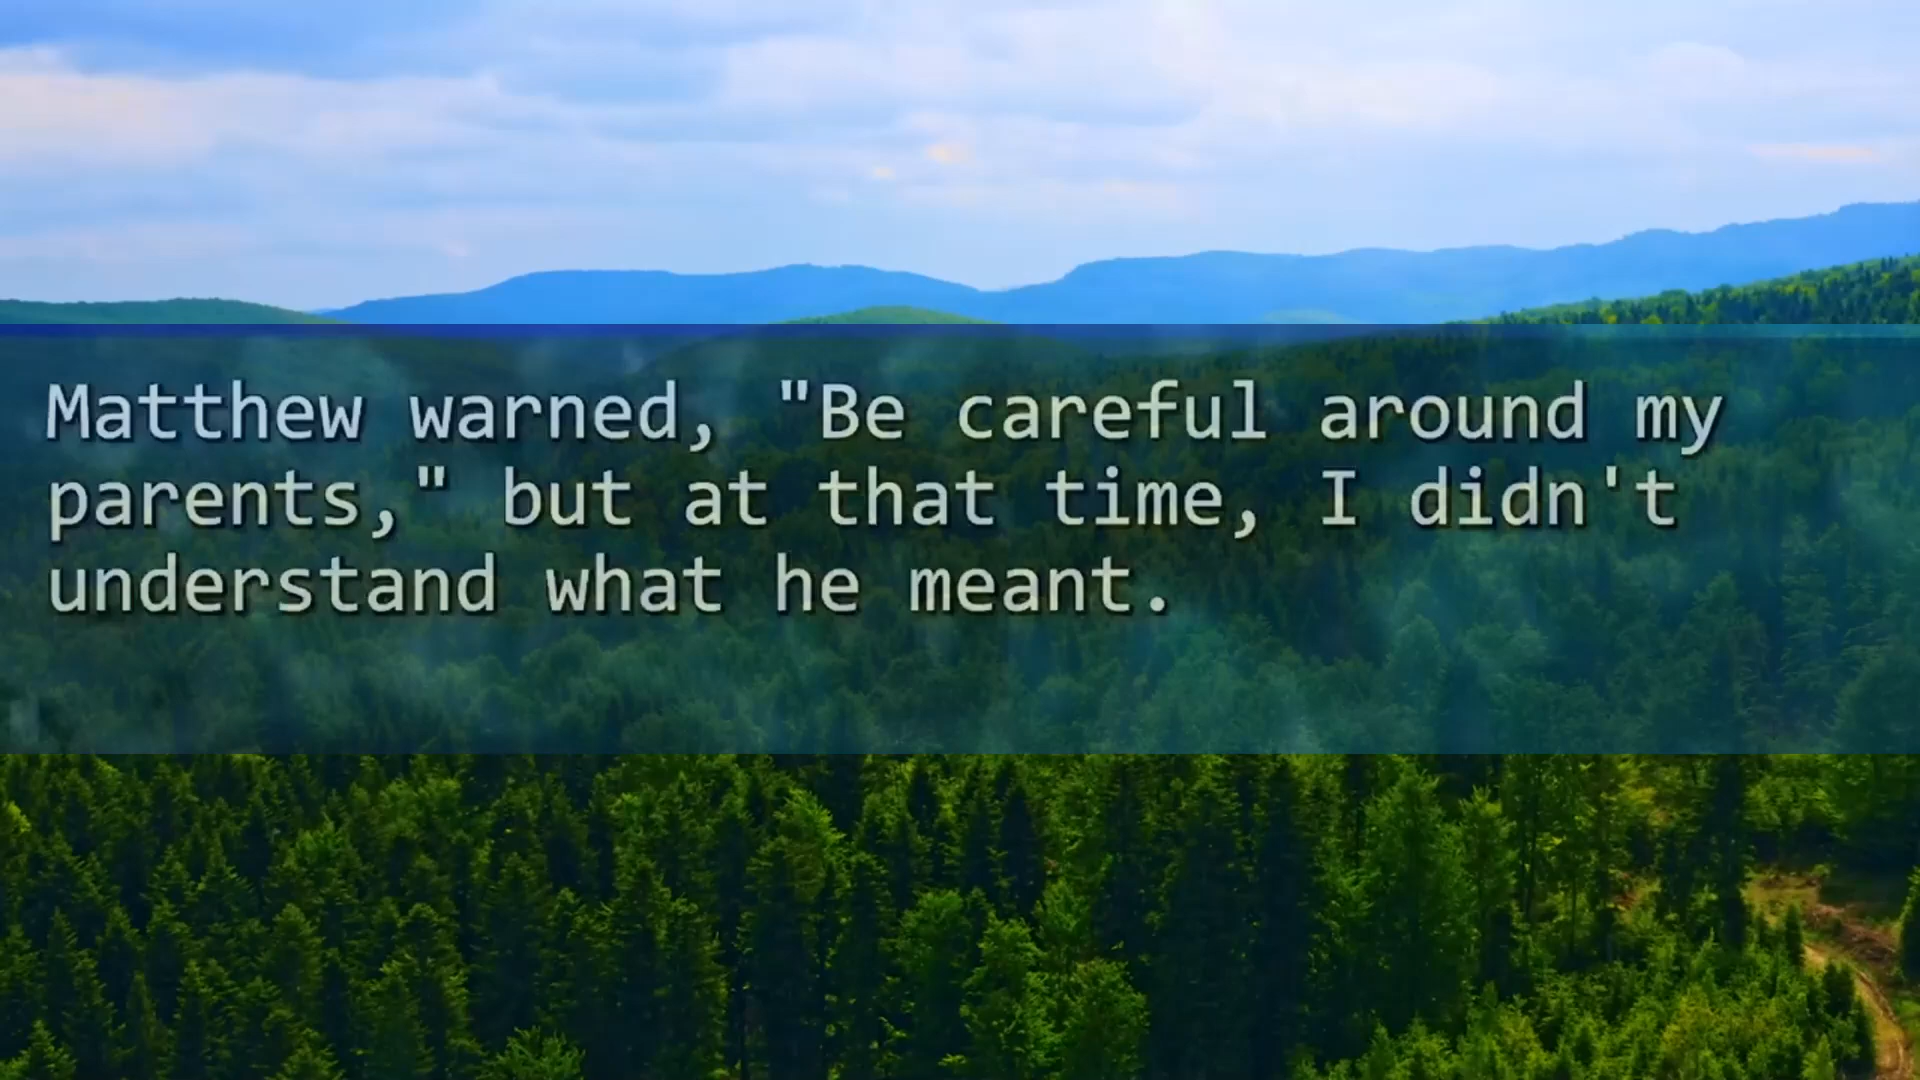 Matthew warned, "Be careful around my
parents," but at that time, I didn't
understand what he meant.